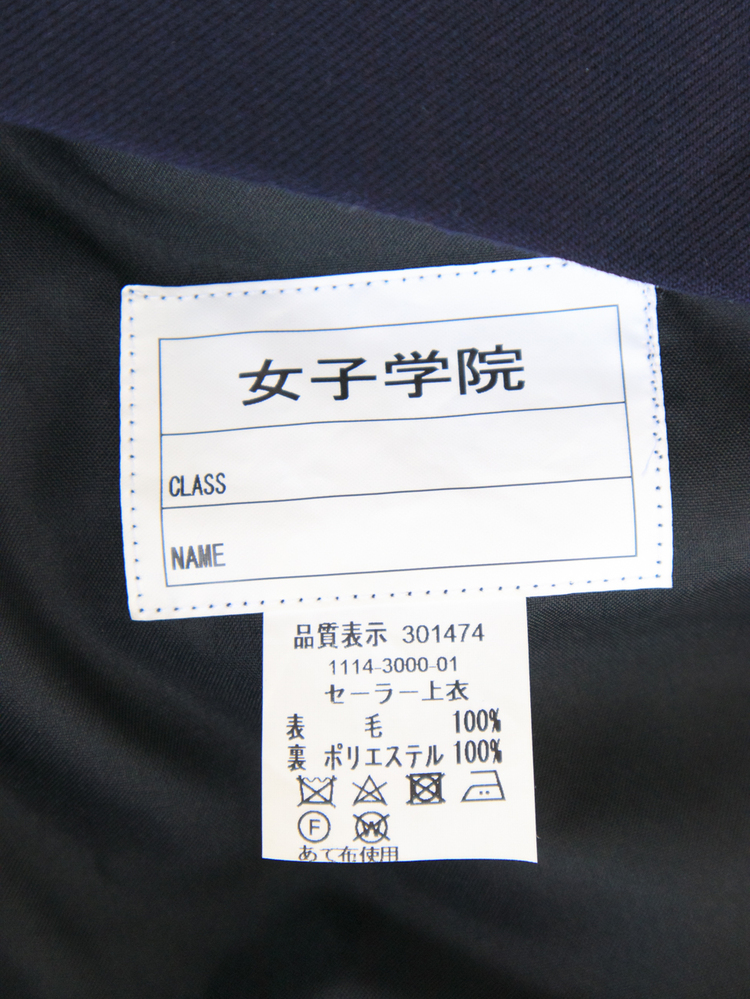 女子学院
CLASS
NAME
品質表示 301474
1114-3000-01
セーラー上衣
表 毛 100%
裏 ポリエステル 100%
F W
あて布使用